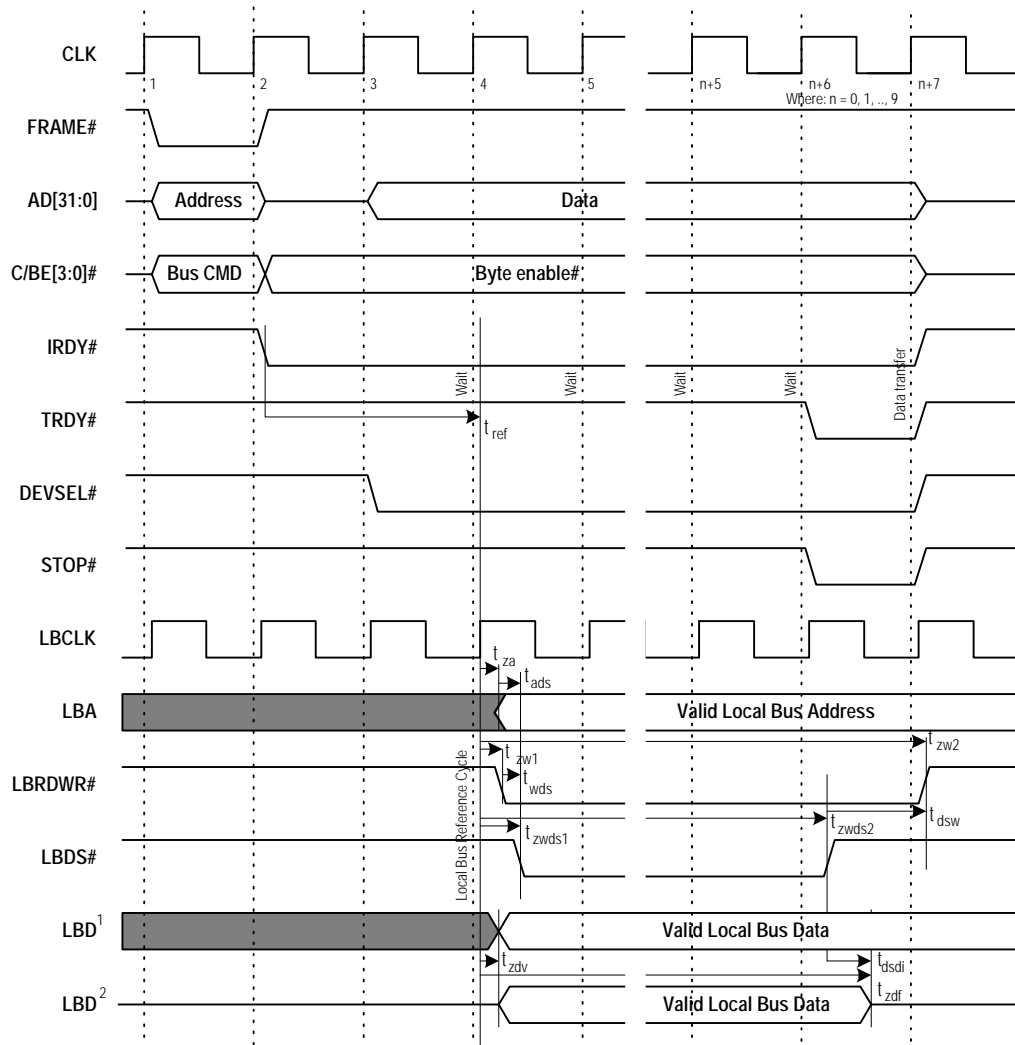 CLK
1 2 3 4 5 n+5 n+6 n+7
Where: n = 0, 1, .., 9
FRAME#
AD[31:0] Address Data
C/BE[3:0]# Bus CMD Byte enable#
IRDY#
Wait Wait Wait Wait Data transfer
TRDY#
t ref
DEVSEL#
STOP#
LBCLK
t za
t ads
LBA Valid Local Bus Address
t zw2
t zw1
LBRDWR#
t wds
Local Bus Reference Cycle
t zwds1
t zwds2
t dsw
LBDS#
LBD1 Valid Local Bus Data
t zdv
t dsdi
t zdf
LBD2 Valid Local Bus Data